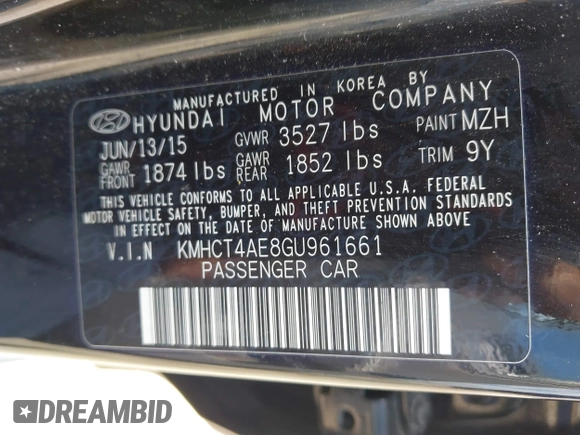 MANUFACTURED IN KOREA BY
HYUNDAI MOTOR COMPANY
JUN/13/15 GVWR 3527 lbs PAINT MZH
GAWR FRONT 1874 lbs GAWR REAR 1852 lbs TRIM 9Y
THIS VEHICLE CONFORMS TO ALL APPLICABLE U.S.A. FEDERAL
MOTOR VEHICLE SAFETY, BUMPER, AND THEFT PREVENTION STANDARDS
IN EFFECT ON THE DATE OF MANUFACTURE SHOWN ABOVE.
V.I.N KMHCT4AE8GU961661
PASSENGER CAR
DREAMBID